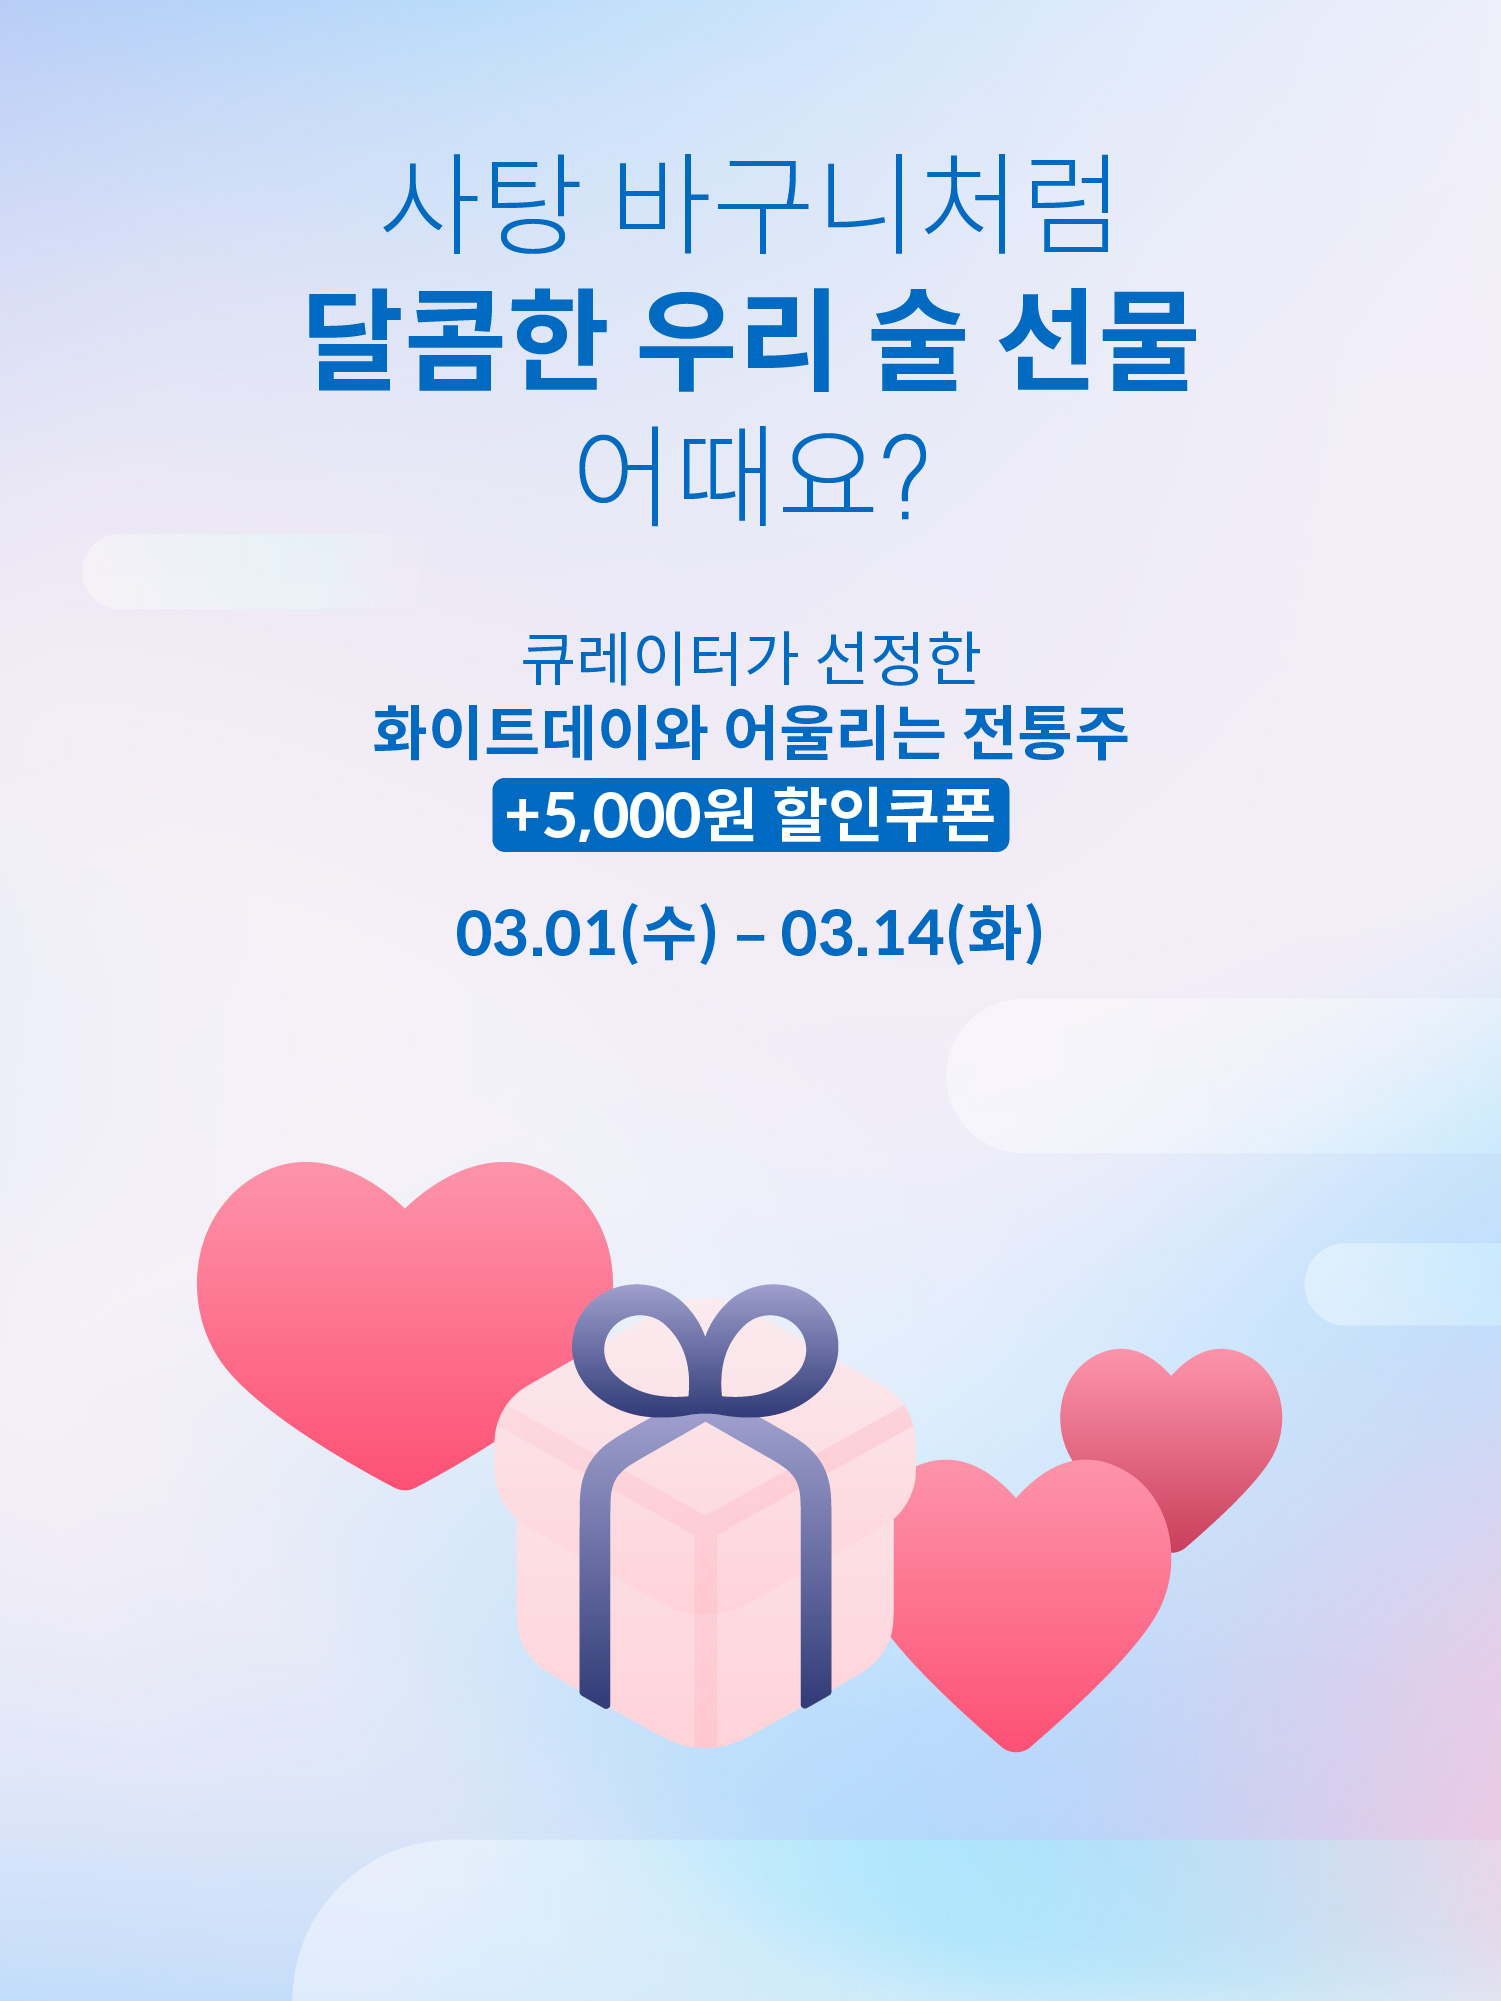 사탕 바구니처럼
달콤한 우리 술 선물
어때요?
큐레이터가 선정한
화이트데이와 어울리는 전통주
+5,000원 할인쿠폰
03.01(수) – 03.14(화)